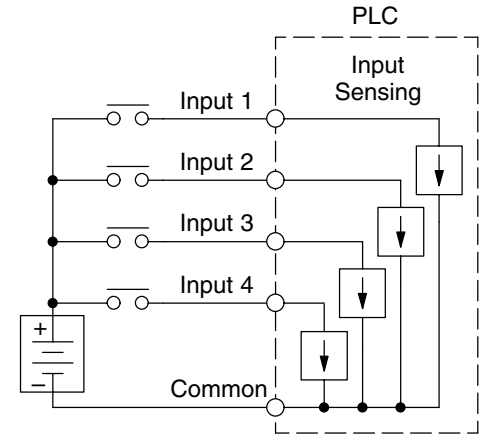 PLC
Input
Sensing
Input 1
Input 2
Input 3
Input 4
+
–
Common